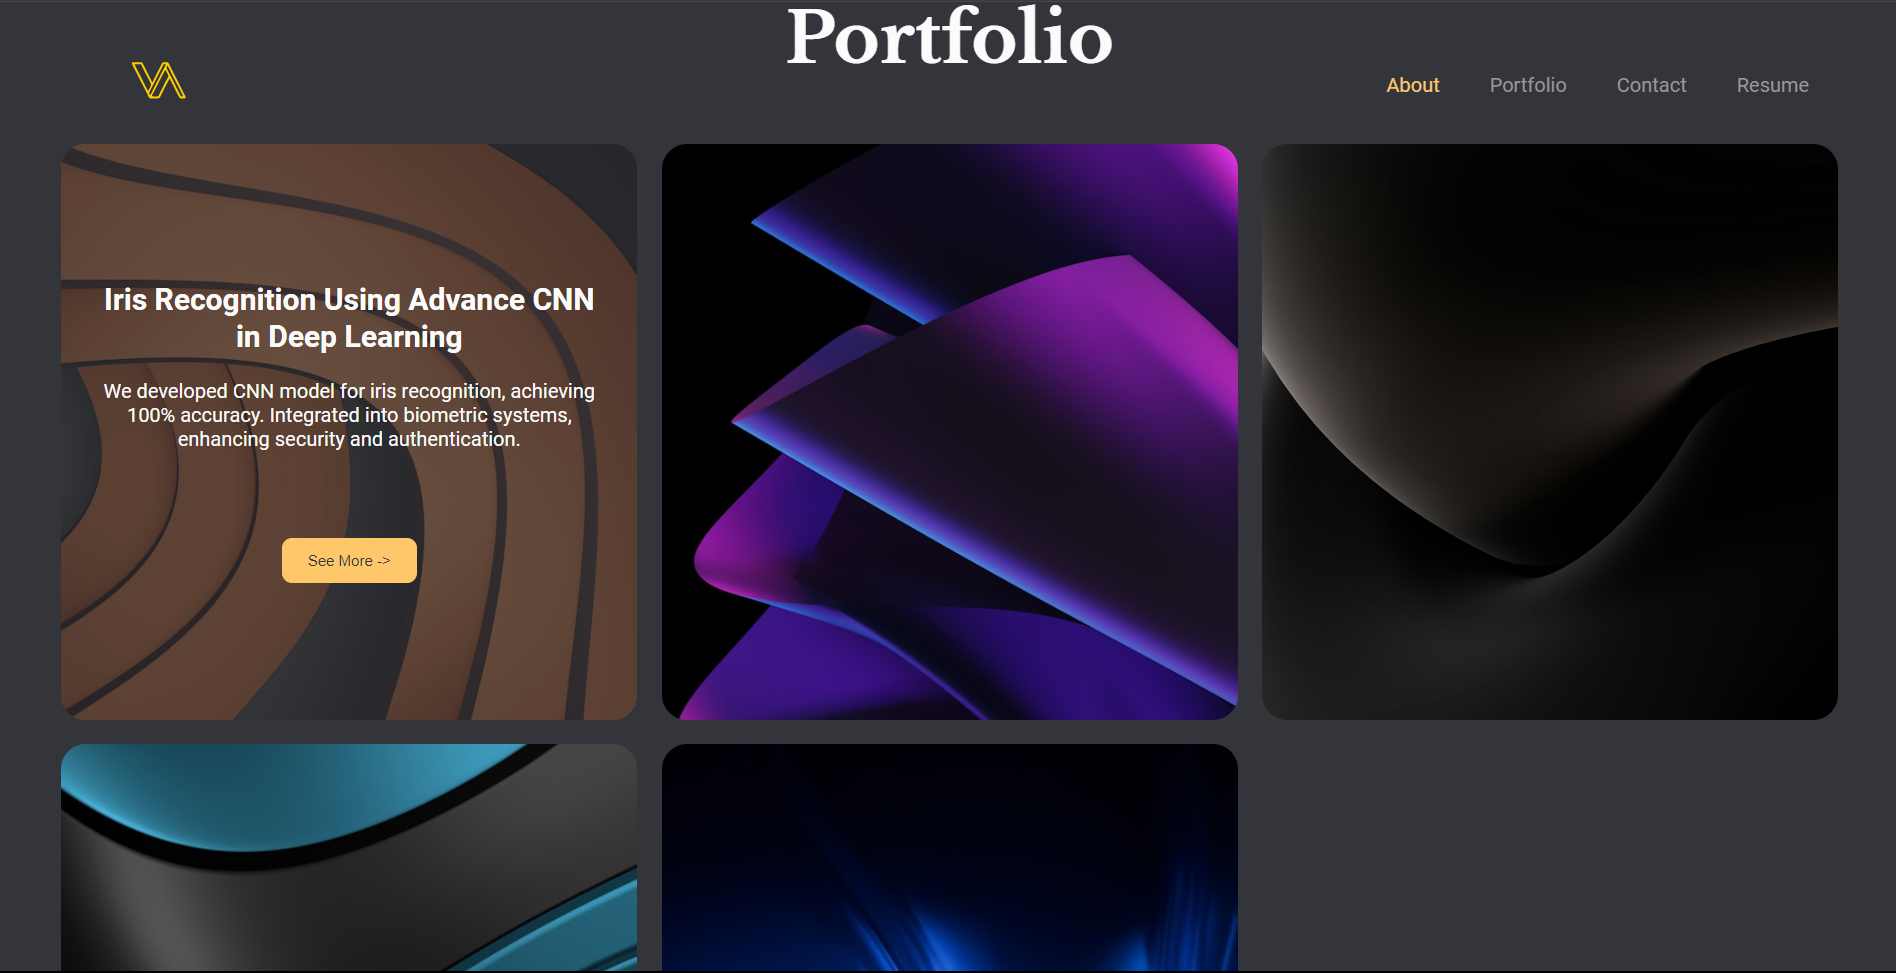 Portfolio
About
Portfolio
Contact
Resume
Iris Recognition Using Advance CNN
in Deep Learning
We developed CNN model for iris recognition, achieving
100% accuracy. Integrated into biometric systems,
enhancing security and authentication.
See More ->